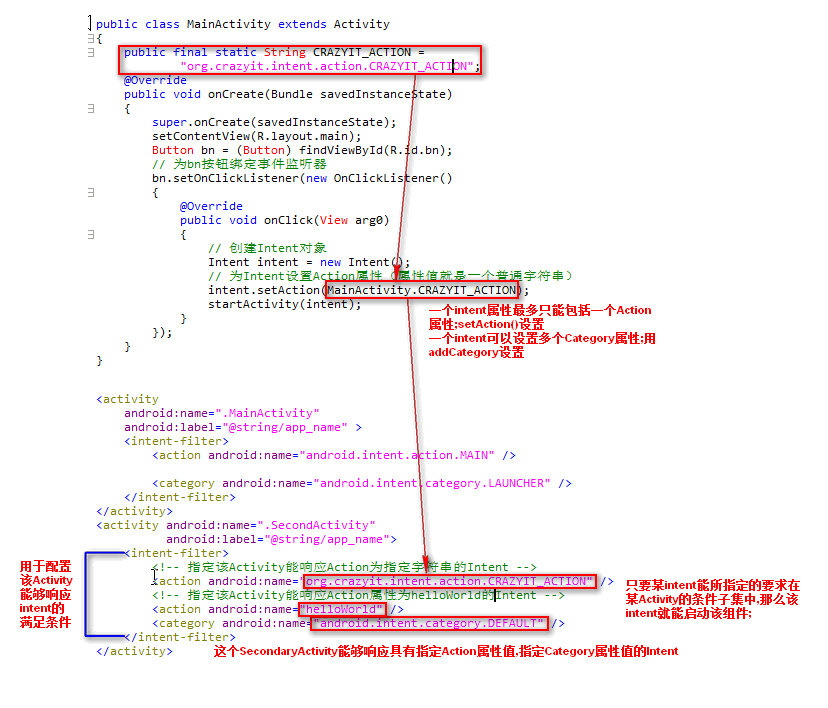 public class MainActivity extends Activity
{
public final static String CRAZYIT_ACTION =
"org.crazyit.intent.action.CRAZYIT_ACTION";
@Override
public void onCreate(Bundle savedInstanceState)
{
super.onCreate(savedInstanceState);
setContentView(R.layout.main);
Button bn = (Button) findViewById(R.id.bn);
// 为bn按钮绑定事件监听器
bn.setOnClickListener(new OnClickListener()
{
@Override
public void onClick(View arg0)
{
// 创建Intent对象
Intent intent = new Intent();
// 为Intent设置Action属性（属性值就是一个普通字符串）
intent.setAction(MainActivity.CRAZYIT_ACTION);
startActivity(intent);
}
});
}
}
一个intent属性最多只能包括一个Action
属性;setAction()设置
一个intent可以设置多个Category属性;用
addCategory设置
<activity
android:name=".MainActivity"
android:label="@string/app_name" >
<intent-filter>
<action android:name="android.intent.action.MAIN" />
<category android:name="android.intent.category.LAUNCHER" />
</intent-filter>
</activity>
<activity android:name=".SecondActivity"
android:label="@string/app_name">
<intent-filter>
<!-- 指定该Activity能响应Action为指定字符串的Intent -->
<action android:name="org.crazyit.intent.action.CRAZYIT_ACTION" />
<!-- 指定该Activity能响应Action属性为helloWorld的Intent -->
<action android:name="helloWorld" />
<category android:name="android.intent.category.DEFAULT" />
</intent-filter>
</activity>
用于配置
该Activity
能够响应
intent的
满足条件
只要某intent能所指定的要求在
某Activity的条件子集中,那么该
intent就能启动该组件;
这个SecondaryActivity能够响应具有指定Action属性值,指定Category属性值的Intent